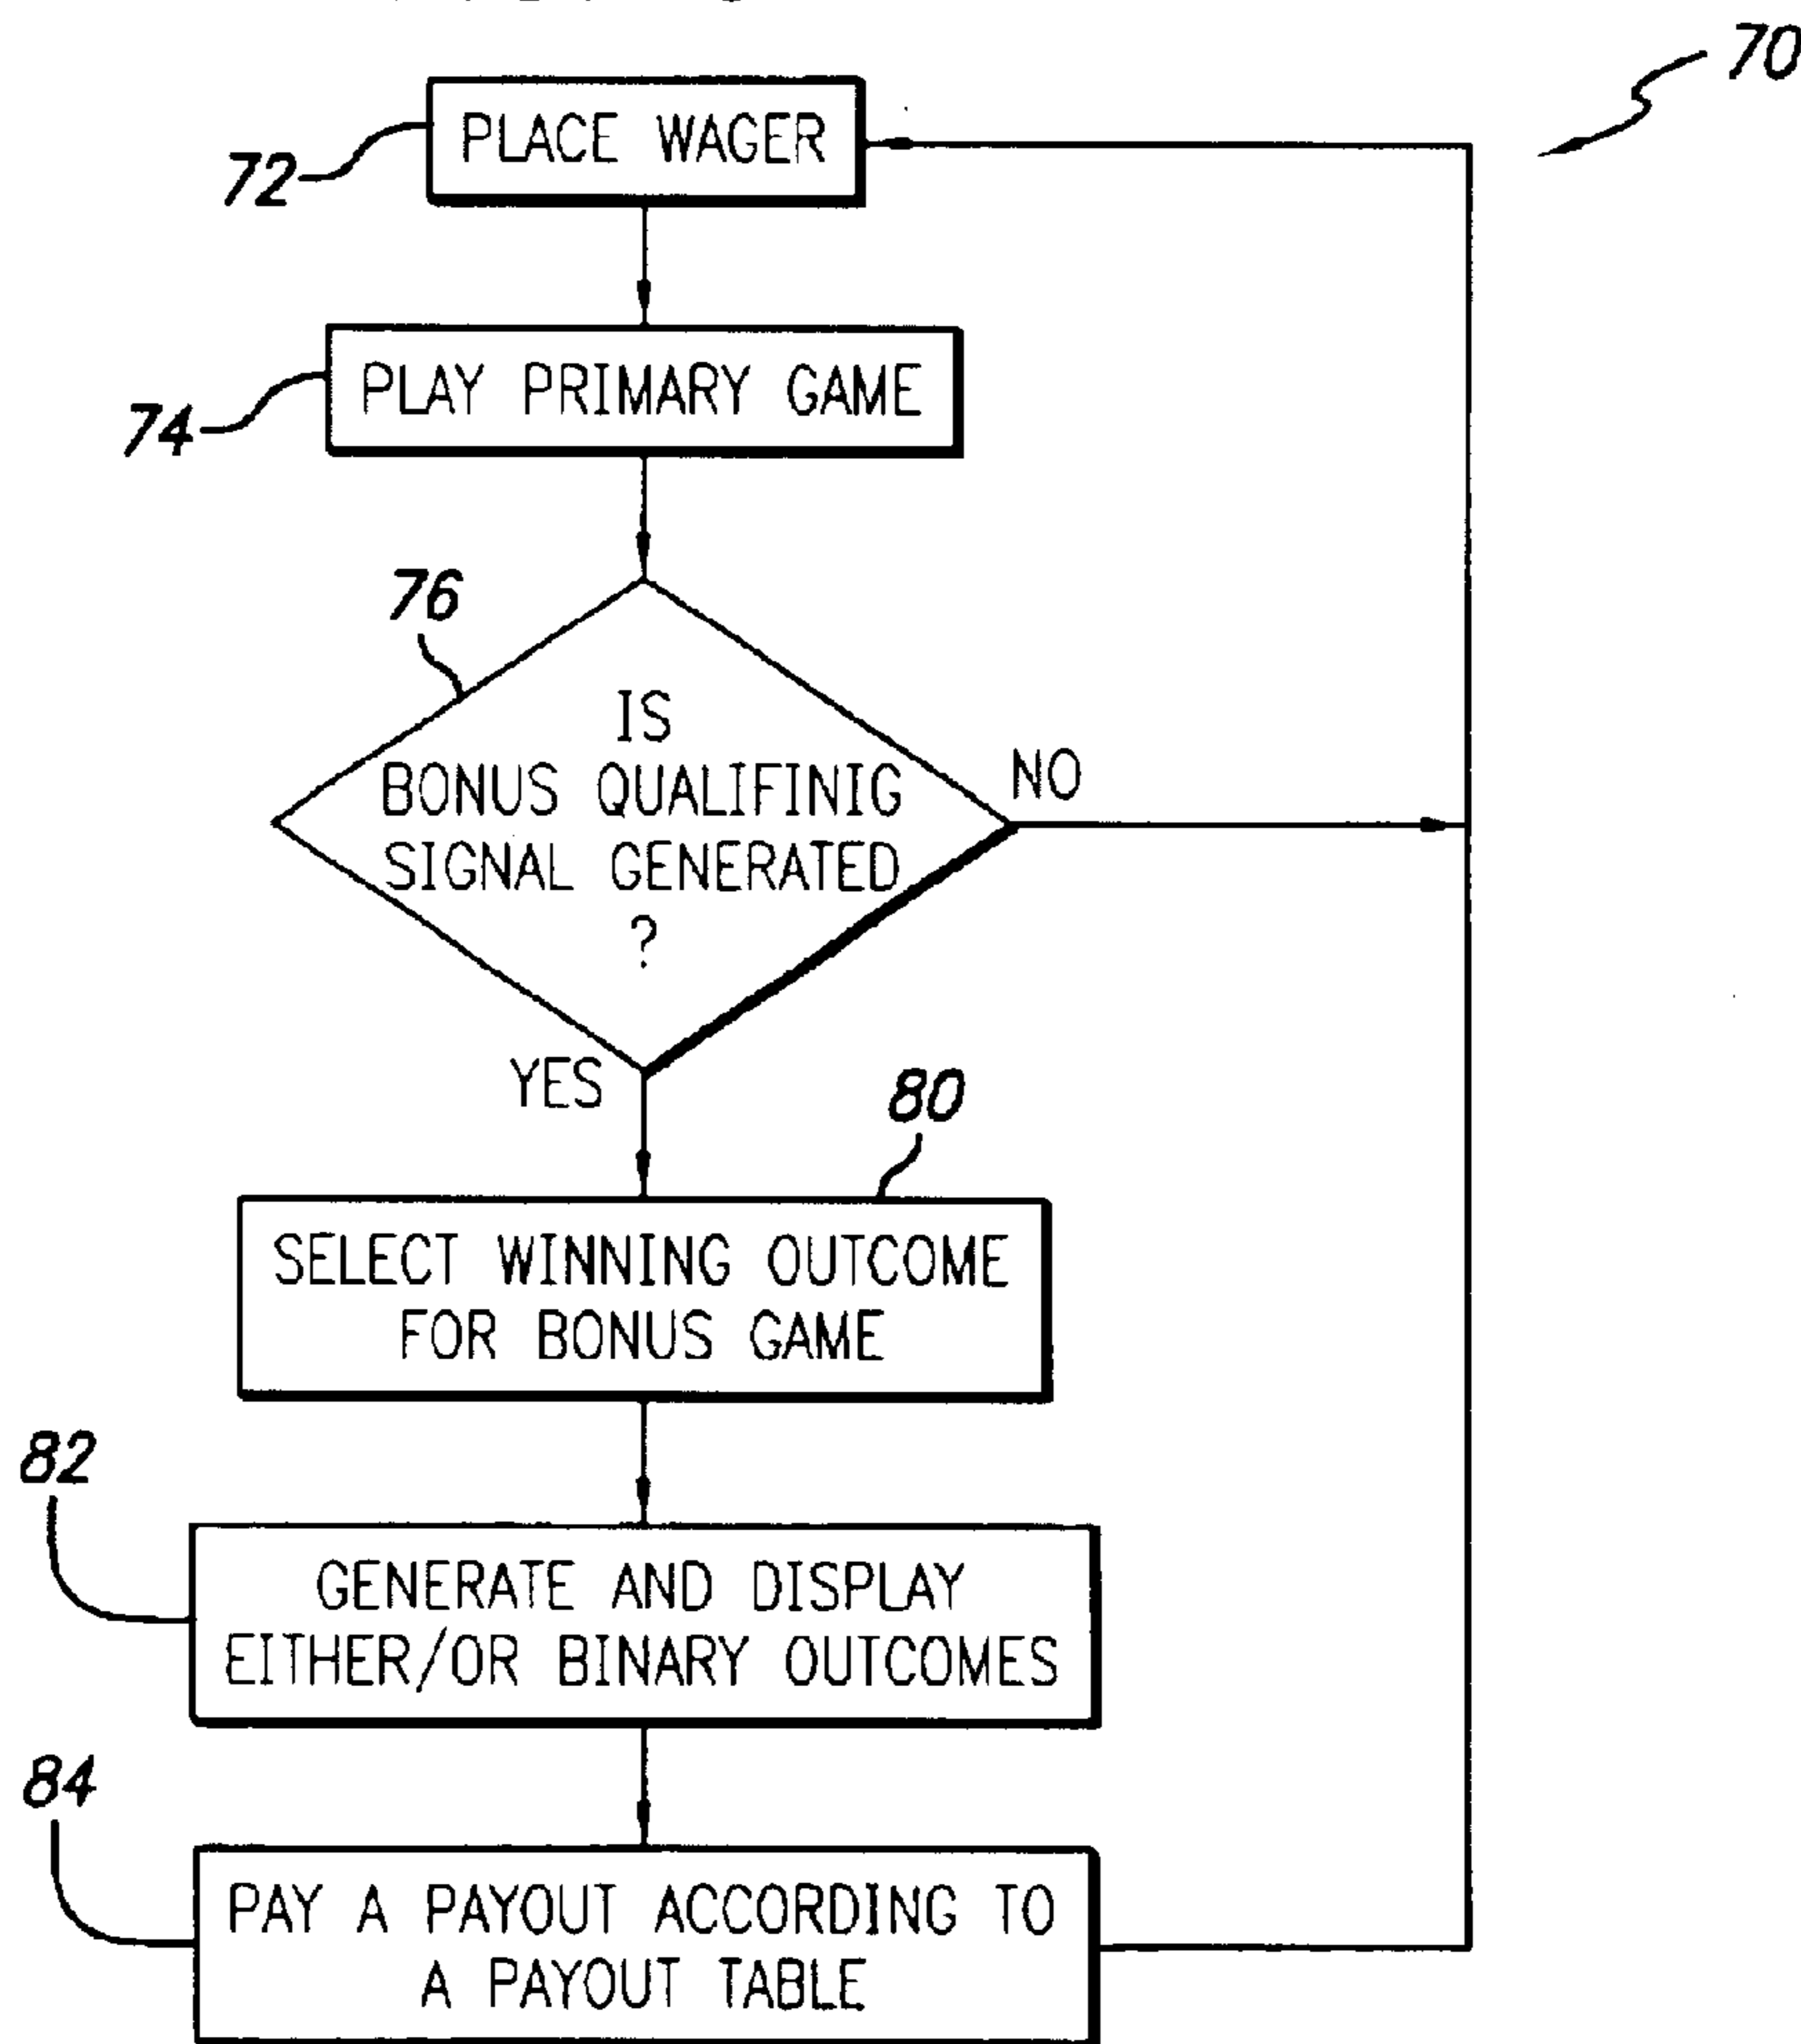 70
PLACE WAGER
72
PLAY PRIMARY GAME
74
76
IS
BONUS QUALIFINIG
SIGNAL GENERATED
?
NO
YES
80
SELECT WINNING OUTCOME
FOR BONUS GAME
82
GENERATE AND DISPLAY
EITHER/OR BINARY OUTCOMES
84
PAY A PAYOUT ACCORDING TO
A PAYOUT TABLE